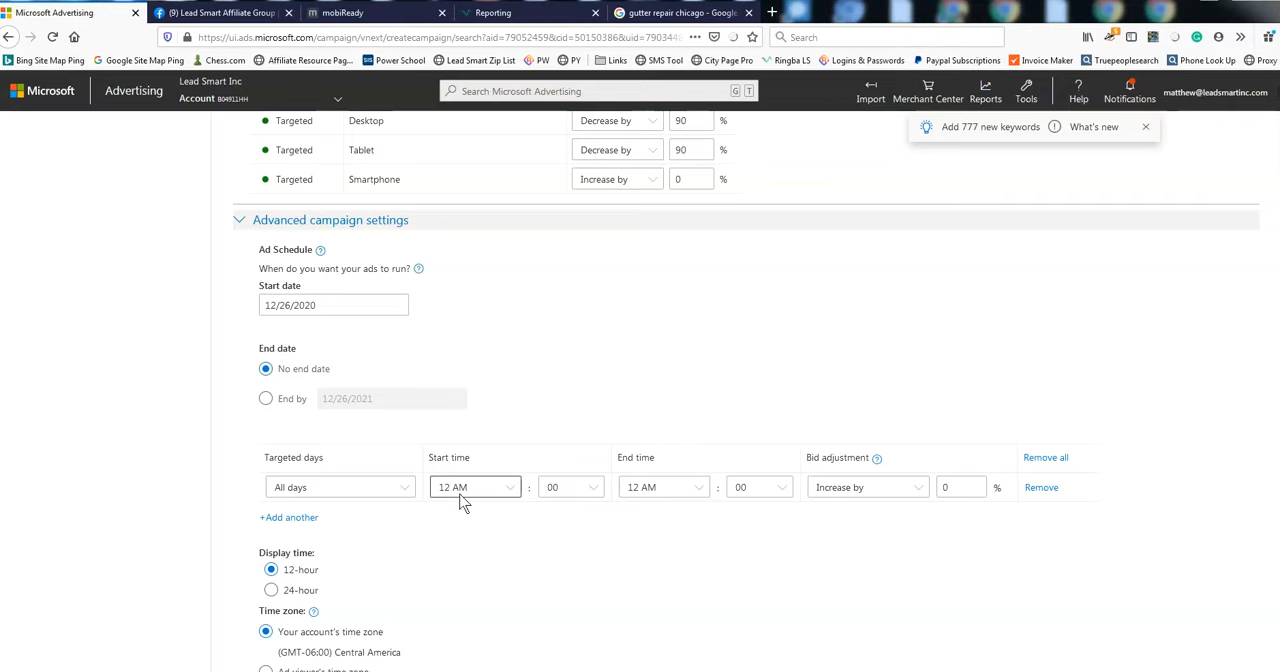 Microsoft Advertising
(9) Lead Smart Affiliate Group |
mobiReady
Reporting
gutter repair chicago - Google
https://ui.ads.microsoft.com/campaign/vnext/createcampaign/search?aid=79052459&cid=50150386&uid=7903448
Search
Bing Site Map Ping
Google Site Map Ping
Chess.com
Affiliate Resource Pag...
SIS Power School
Lead Smart Zip List
PW
PY
Links
SMS Tool
City Page Pro
Ringba LS
Logins & Passwords
Paypal Subscriptions
Invoice Maker
Truepeoplesearch
Phone Look Up
Proxy
Microsoft
Advertising
Lead Smart Inc
Account B04911HH
Search Microsoft Advertising
G T
Import
Merchant Center
Reports
Tools
Help
Notifications
matthew@leadsmartinc.com
Add 777 new keywords
What's new
Targeted Desktop Decrease by 90 %
Targeted Tablet Decrease by 90 %
Targeted Smartphone Increase by 0 %
Advanced campaign settings
Ad Schedule
When do you want your ads to run?
Start date
12/26/2020
End date
No end date
End by 12/26/2021
Targeted days Start time End time Bid adjustment Remove all
All days 12 AM : 00 12 AM : 00 Increase by 0 % Remove
+Add another
Display time:
12-hour
24-hour
Time zone:
Your account's time zone
(GMT-06:00) Central America
Ad viewer's time zone